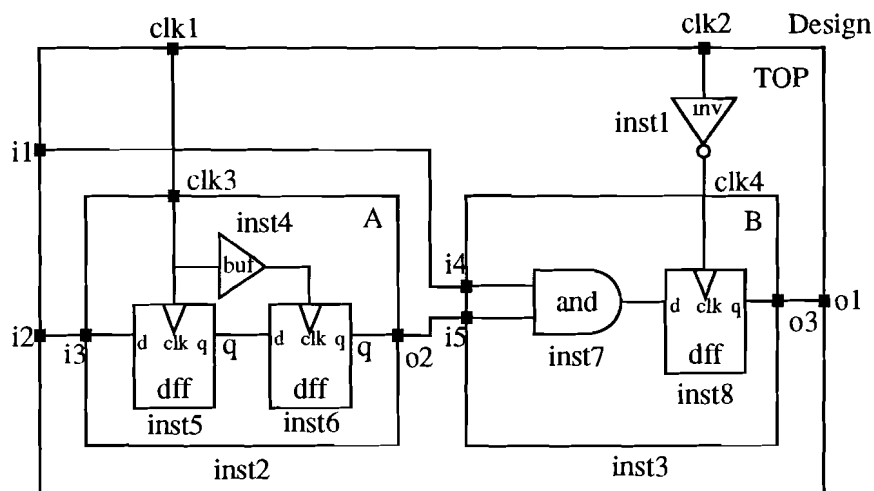 clk1
clk2
Design
TOP
inv
inst1
i1
clk3
clk4
inst4
A
B
buf
i4
and
d
clk
q
o1
i2
i3
d
clk
q
q
d
clk
q
q
o2
i5
o3
inst7
dff
dff
dff
inst8
inst5
inst6
inst2
inst3